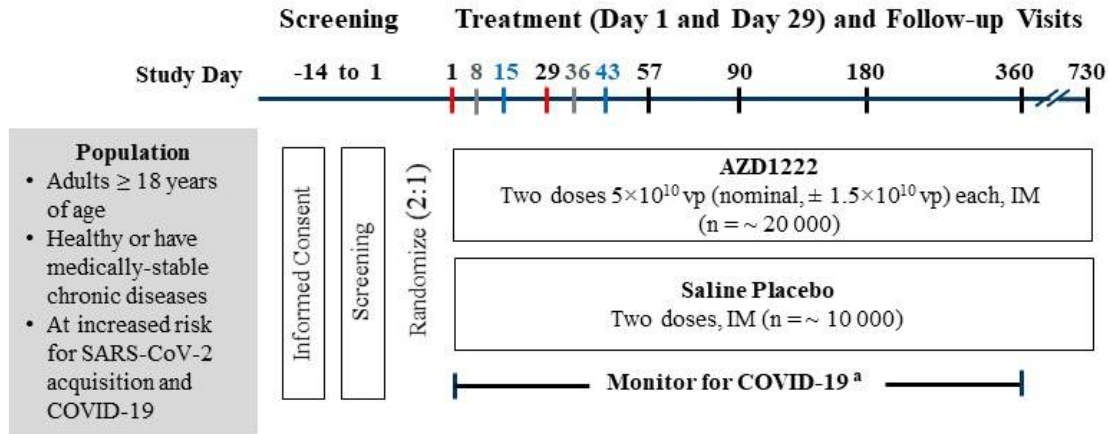 Screening
Treatment (Day 1 and Day 29) and Follow-up Visits
Study Day
-14 to 1
1 8 15 29 36 43 57 90 180 360 730
Population
• Adults ≥ 18 years
of age
• Healthy or have
medically-stable
chronic diseases
• At increased risk
for SARS-CoV-2
acquisition and
COVID-19
Informed Consent
Screening
Randomize (2:1)
AZD1222
Two doses 5×10¹⁰ vp (nominal, ± 1.5×10¹⁰ vp) each, IM
(n = ~ 20 000)
Saline Placebo
Two doses, IM (n = ~ 10 000)
Monitor for COVID-19 ᵃ